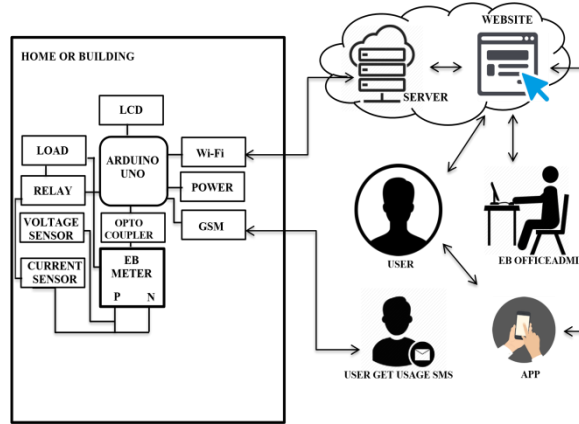 WEBSITE
HOME OR BUILDING
SERVER
LCD
LOAD
ARDUINO
UNO
Wi-Fi
RELAY
POWER
VOLTAGE
SENSOR
OPTO
COUPLER
GSM
CURRENT
SENSOR
EB
METER
P N
USER
EB OFFICEADMI
USER GET USAGE SMS
APP